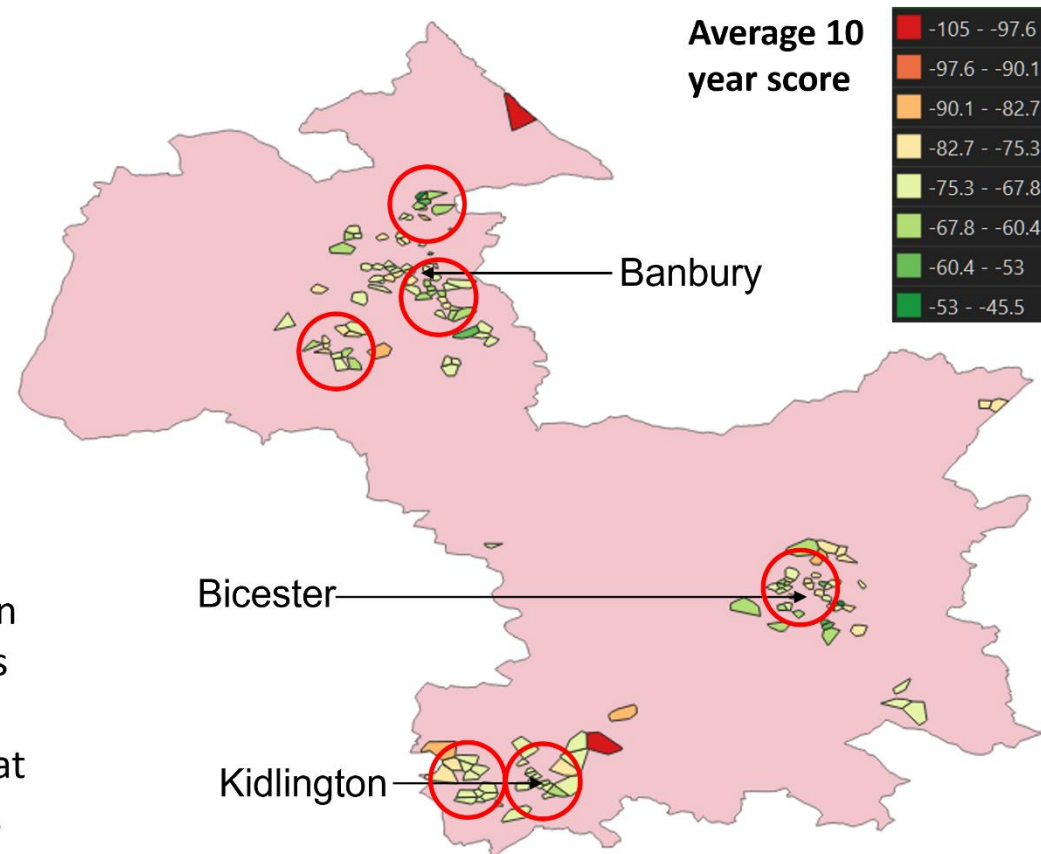 Average 10
year score
-105 - -97.6
-97.6 - -90.1
-90.1 - -82.7
-82.7 - -75.3
-75.3 - -67.8
-67.8 - -60.4
-60.4 - -53
-53 - -45.5
Banbury
Bicester
n
s
at
Kidlington